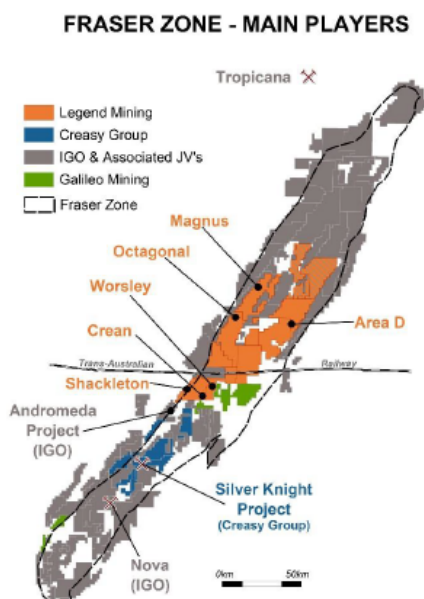 FRASER ZONE - MAIN PLAYERS
Tropicana
Legend Mining
Creasy Group
IGO & Associated JV's
Galileo Mining
Fraser Zone
Magnus
Octagonal
Worsley
Crean
Area D
Trans-Australian Railway
Shackleton
Andromeda
Project
(IGO)
Silver Knight
Project
(Creasy Group)
Nova
(IGO)
0km 50km